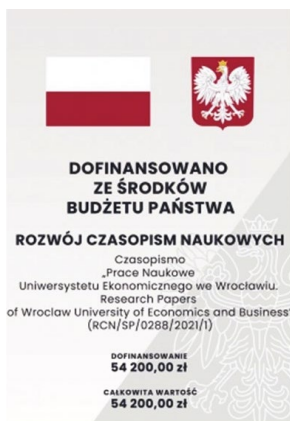 DOFINANSOWANO
ZE ŚRODKÓW
BUDŻETU PAŃSTWA
ROZWÓJ CZASOPISM NAUKOWYCH
Czasopismo
„Prace Naukowe
Uniwersytetu Ekonomicznego we Wrocławiu.
Research Papers
of Wroclaw University of Economics and Business”
(RCN/SP/0288/2021/1)
DOFINANSOWANIE
54 200,00 zł
CAŁKOWITA WARTOŚĆ
54 200,00 zł